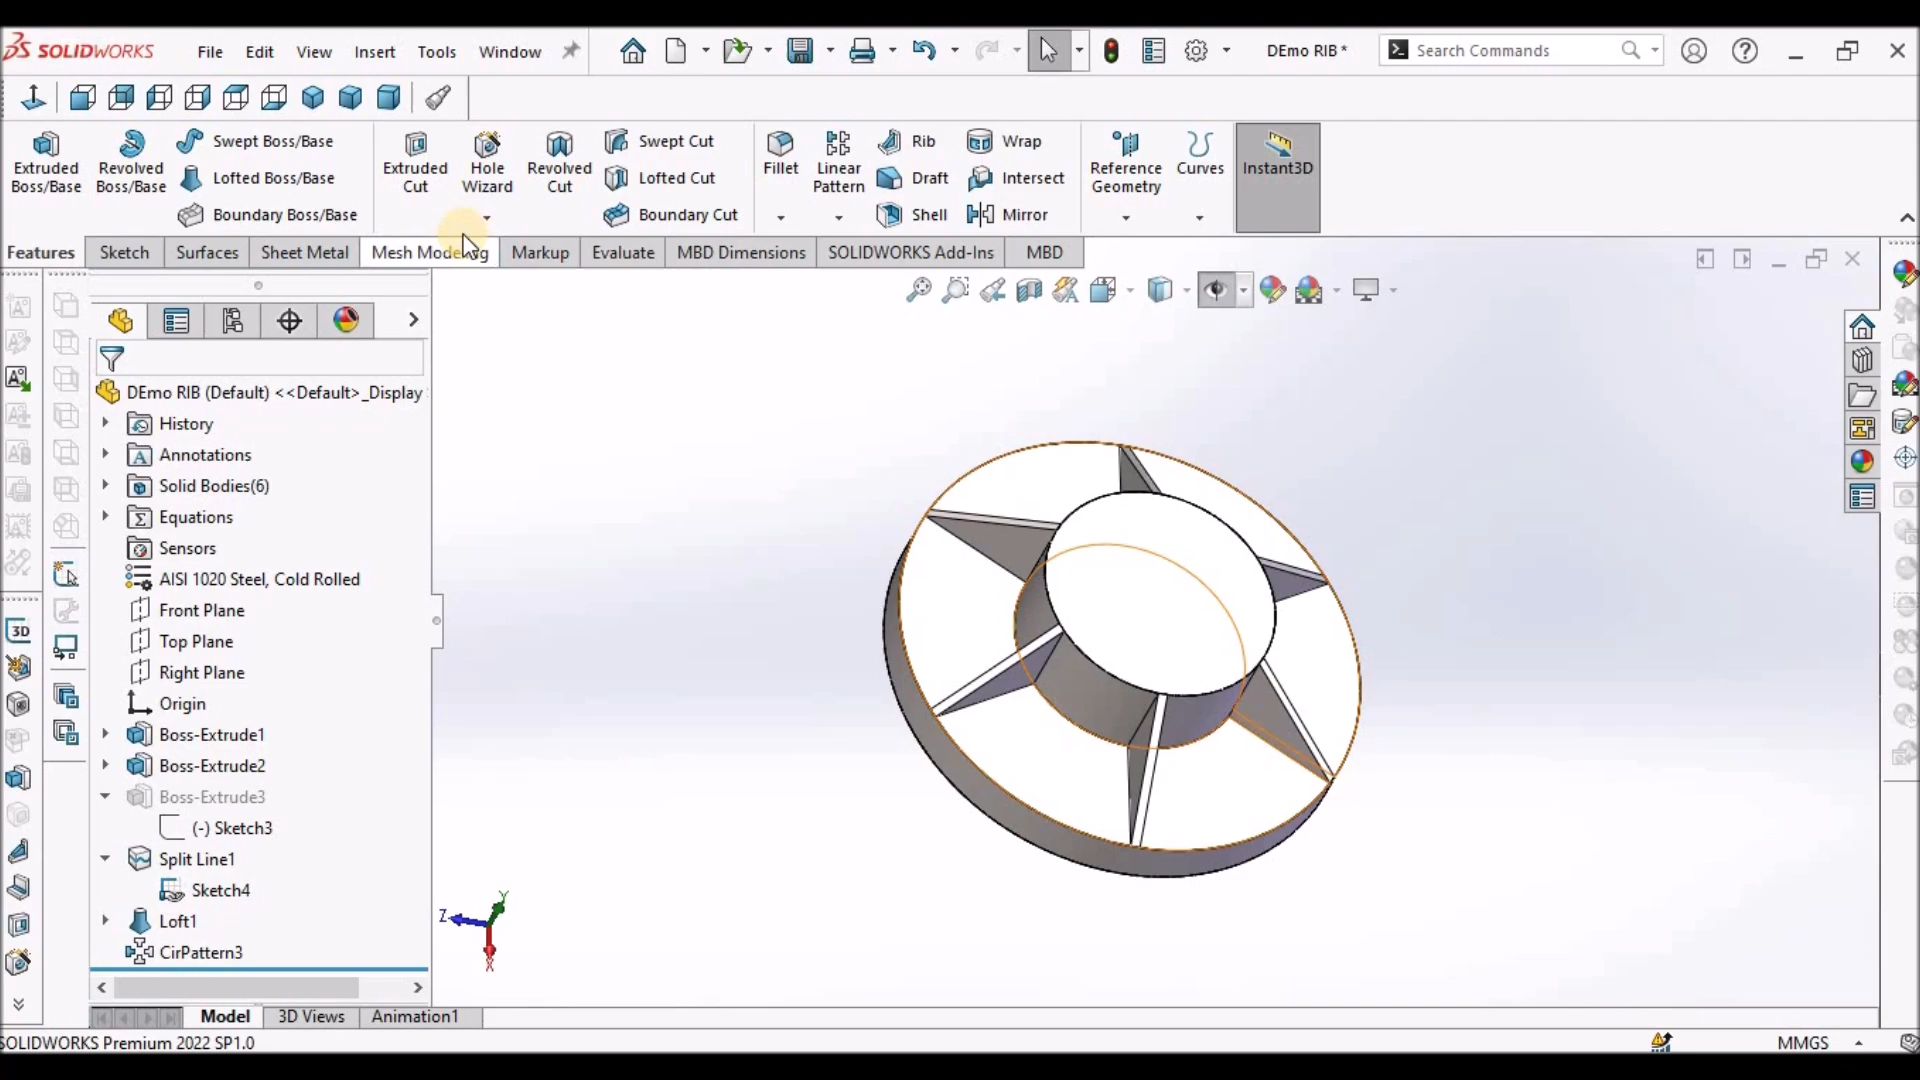 SOLIDWORKS File Edit View Insert Tools Window DEmo RIB * Search Commands
Extruded Boss/Base
Revolved Boss/Base
Swept Boss/Base
Lofted Boss/Base
Boundary Boss/Base
Extruded Cut
Hole Wizard
Revolved Cut
Swept Cut
Lofted Cut
Boundary Cut
Fillet
Linear Pattern
Rib
Draft
Shell
Wrap
Intersect
Mirror
Reference Geometry
Curves
Instant3D
Features Sketch Surfaces Sheet Metal Mesh Modeling Markup Evaluate MBD Dimensions SOLIDWORKS Add-Ins MBD
DEmo RIB (Default) <<Default>_Display
History
Annotations
Solid Bodies(6)
Equations
Sensors
AISI 1020 Steel, Cold Rolled
Front Plane
Top Plane
Right Plane
Origin
Boss-Extrude1
Boss-Extrude2
Boss-Extrude3
(-) Sketch3
Split Line1
Sketch4
Loft1
CirPattern3
3D
Y
Z
X
Model 3D Views Animation1
SOLIDWORKS Premium 2022 SP1.0 MMGS